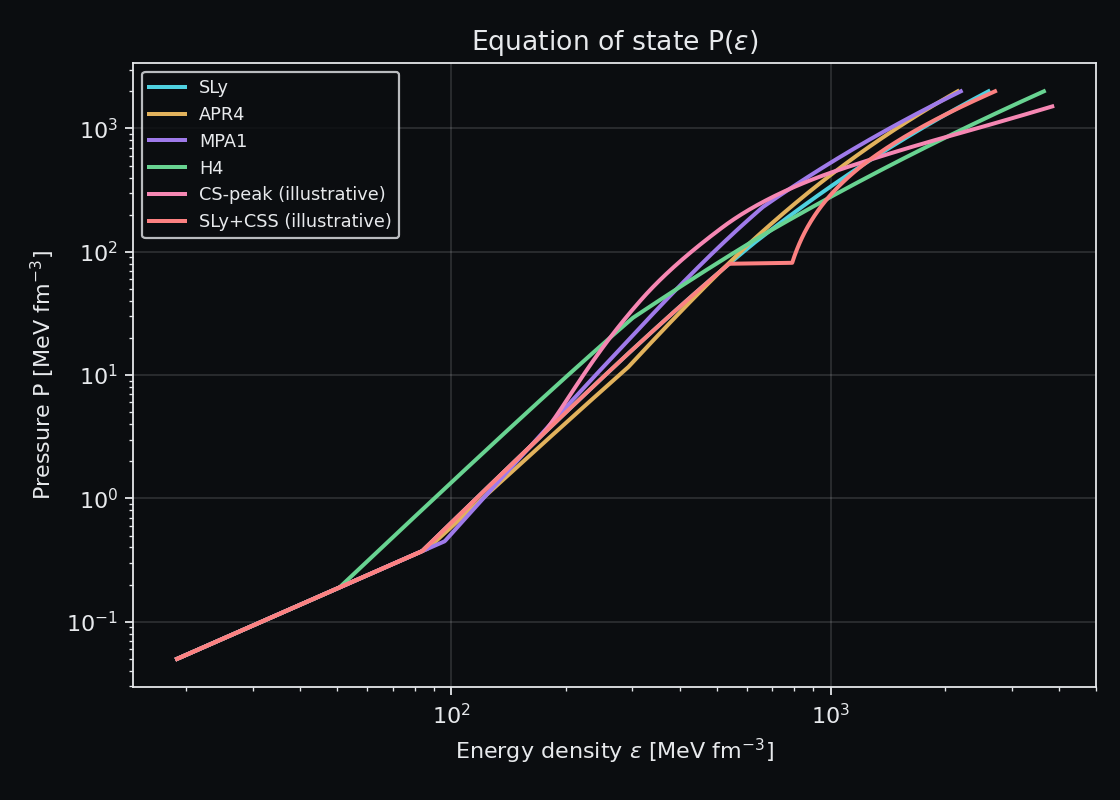 Equation of state P(ε)
SLy
APR4
MPA1
H4
CS-peak (illustrative)
SLy+CSS (illustrative)
Pressure P [MeV fm⁻³]
10³
10²
10¹
10⁰
10⁻¹
10²
10³
Energy density ε [MeV fm⁻³]